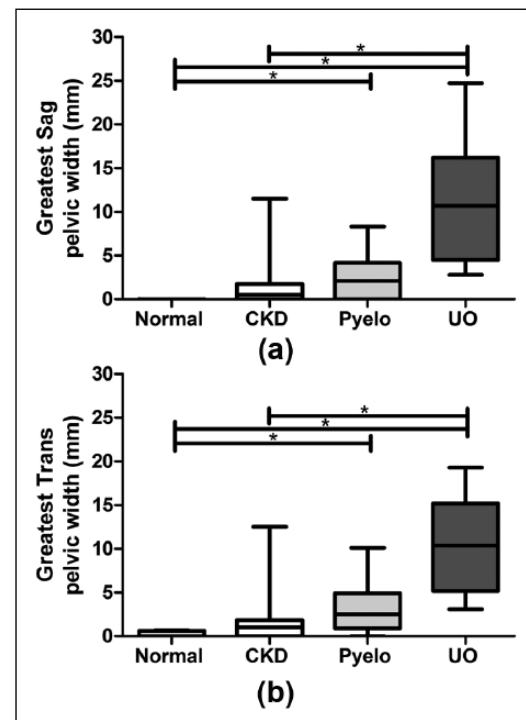 Greatest Sag
pelvic width (mm)
30
25
20
15
10
5
0
*
*
*
Normal CKD Pyelo UO
(a)
Greatest Trans
pelvic width (mm)
30
25
20
15
10
5
0
*
*
*
Normal CKD Pyelo UO
(b)